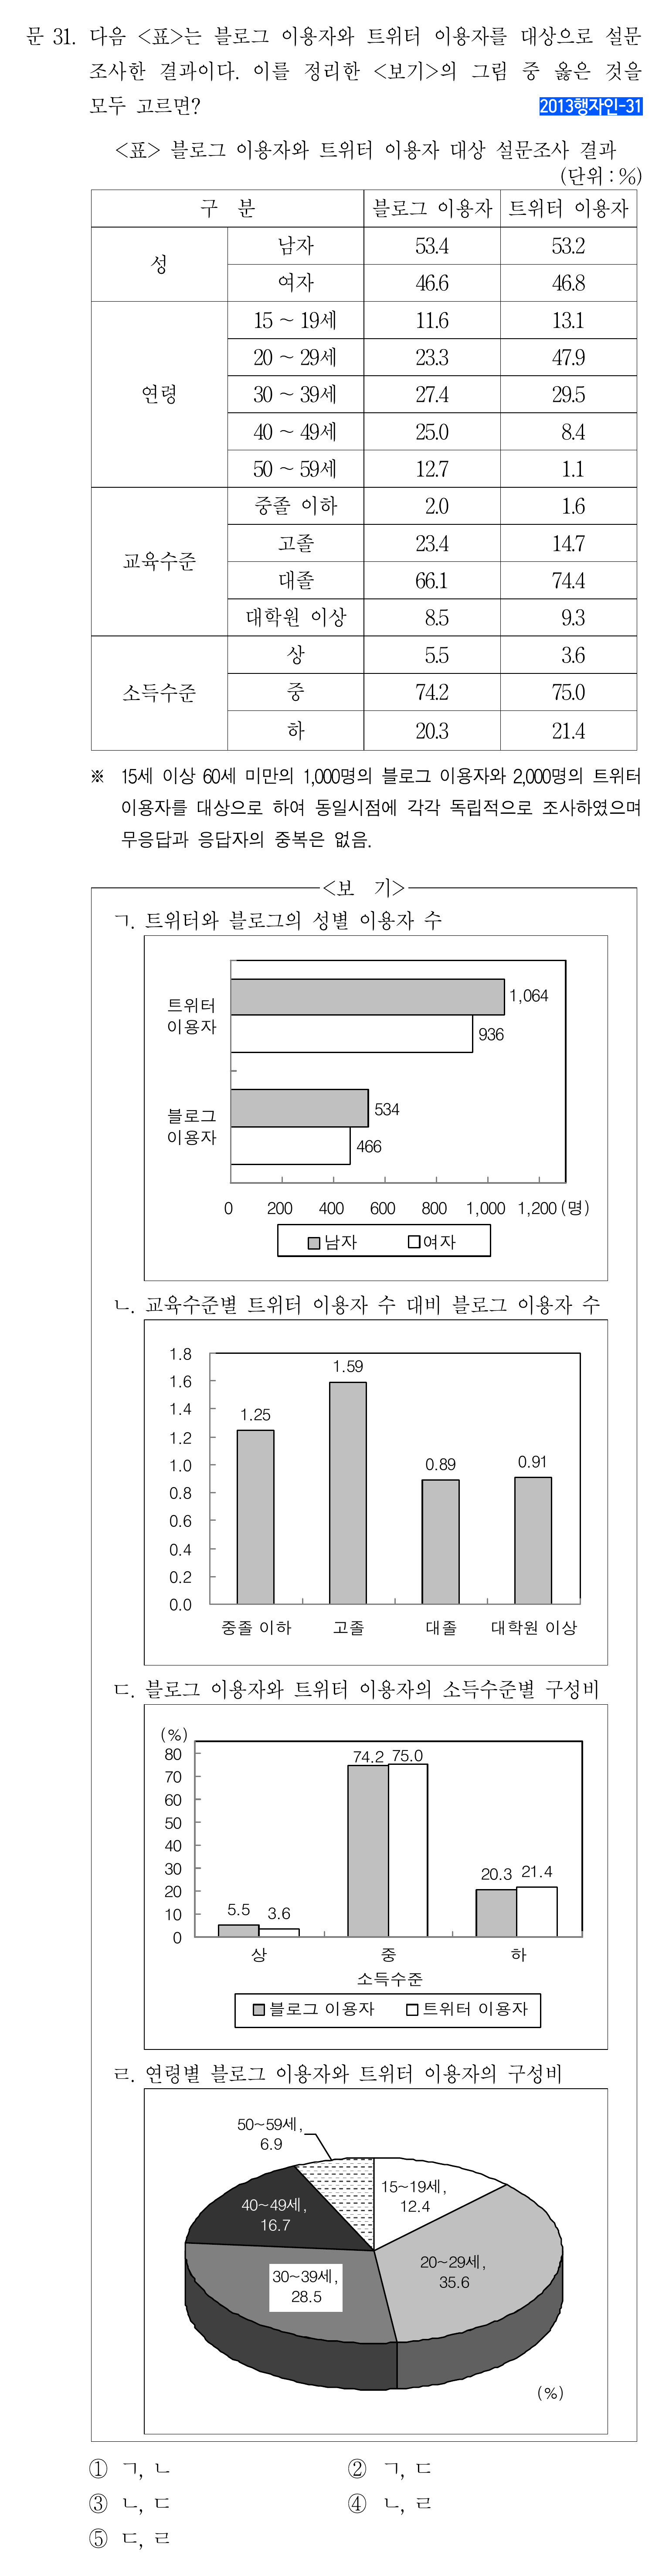 문 31. 다음 <표>는 블로그 이용자와 트위터 이용자를 대상으로 설문
조사한 결과이다. 이를 정리한 <보기>의 그림 중 옳은 것을
모두 고르면? 2013행자인-31
<표> 블로그 이용자와 트위터 이용자 대상 설문조사 결과
(단위 : %)
구 분 블로그 이용자 트위터 이용자
성 남자 53.4 53.2
여자 46.6 46.8
연령 15 ~ 19세 11.6 13.1
20 ~ 29세 23.3 47.9
30 ~ 39세 27.4 29.5
40 ~ 49세 25.0 8.4
50 ~ 59세 12.7 1.1
교육수준 중졸 이하 2.0 1.6
고졸 23.4 14.7
대졸 66.1 74.4
대학원 이상 8.5 9.3
소득수준 상 5.5 3.6
중 74.2 75.0
하 20.3 21.4
※ 15세 이상 60세 미만의 1,000명의 블로그 이용자와 2,000명의 트위터
이용자를 대상으로 하여 동일시점에 각각 독립적으로 조사하였으며
무응답과 응답자의 중복은 없음.
<보 기>
ㄱ. 트위터와 블로그의 성별 이용자 수
트위터
이용자
1,064
936
블로그
이용자
534
466
0 200 400 600 800 1,000 1,200 (명)
남자 여자
ㄴ. 교육수준별 트위터 이용자 수 대비 블로그 이용자 수
1.8
1.6
1.4
1.2
1.0
0.8
0.6
0.4
0.2
0.0
1.25 1.59 0.89 0.91
중졸 이하 고졸 대졸 대학원 이상
ㄷ. 블로그 이용자와 트위터 이용자의 소득수준별 구성비
(%)
80
70
60
50
40
30
20
10
0
5.5 3.6 74.2 75.0 20.3 21.4
상 중 하
소득수준
블로그 이용자 트위터 이용자
ㄹ. 연령별 블로그 이용자와 트위터 이용자의 구성비
50~59세,
6.9
15~19세,
12.4
40~49세,
16.7
20~29세,
35.6
30~39세,
28.5
(%)
① ㄱ, ㄴ ② ㄱ, ㄷ
③ ㄴ, ㄷ ④ ㄴ, ㄹ
⑤ ㄷ, ㄹ